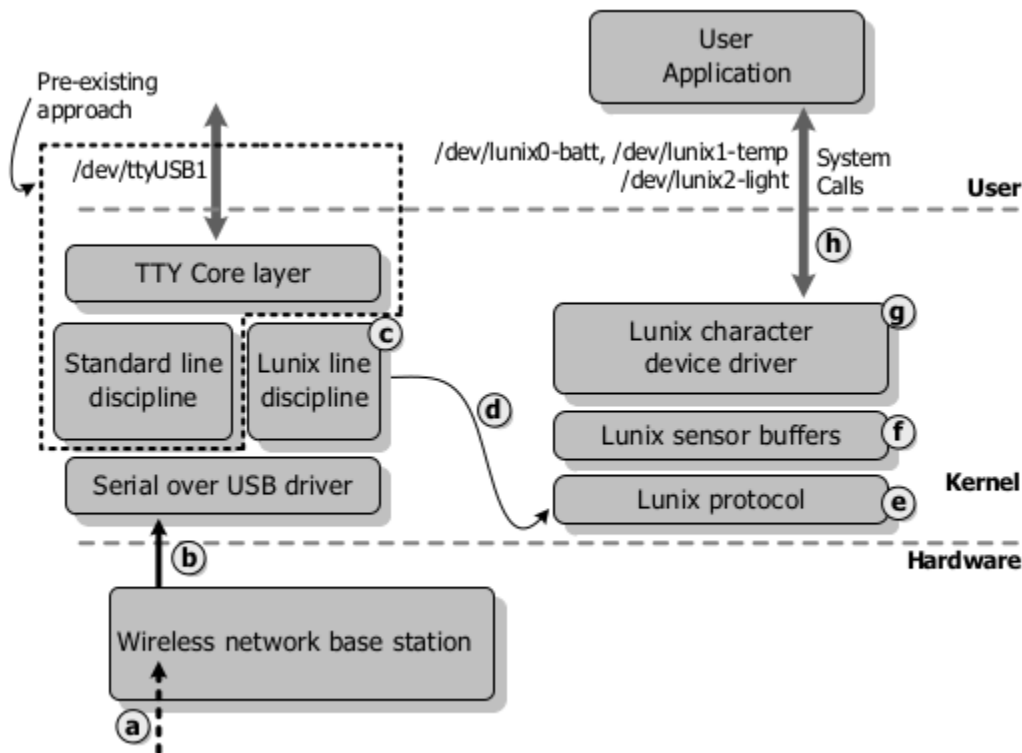 User
Application
Pre-existing
approach
/dev/ttyUSB1
/dev/lunix0-batt, /dev/lunix1-temp
/dev/lunix2-light
System
Calls
User
h
TTY Core layer
Standard line
discipline
Lunix line
discipline
c
d
Serial over USB driver
g
Lunix character
device driver
Lunix sensor buffers
f
Lunix protocol
e
Kernel
Hardware
b
Wireless network base station
a